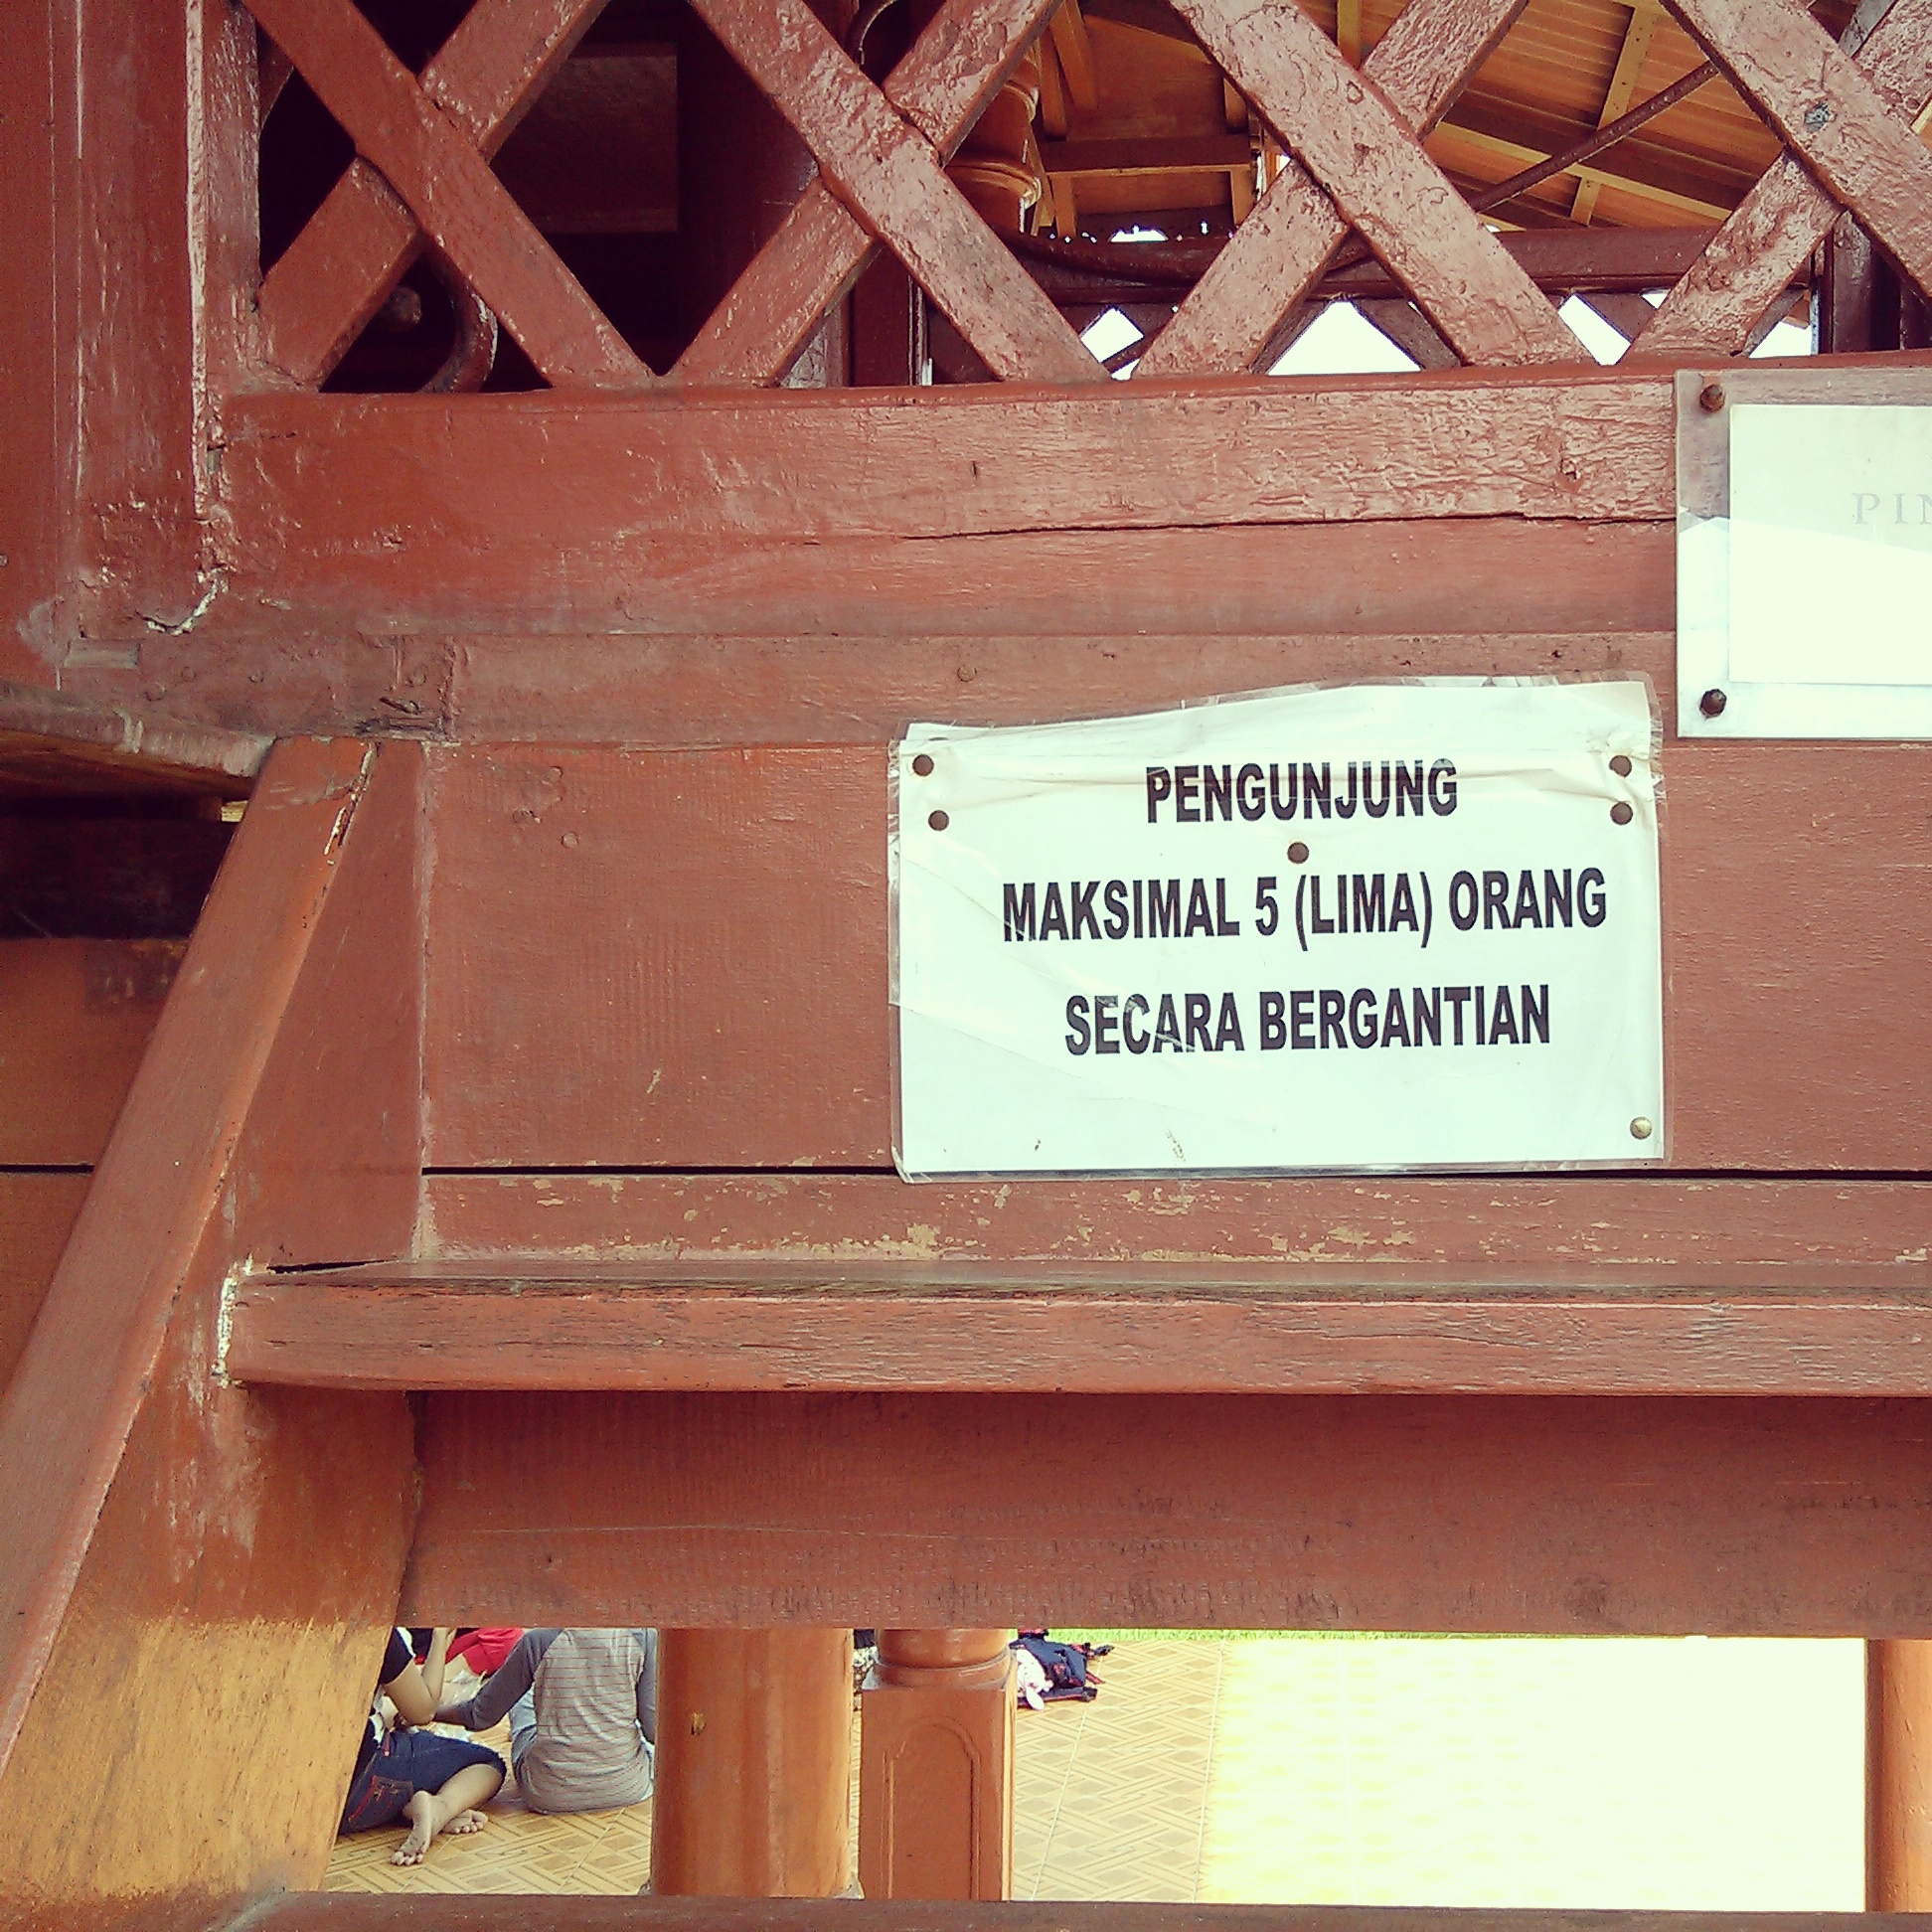 PENGUNJUNG
MAKSIMAL 5 (LIMA) ORANG
SECARA BERGANTIAN